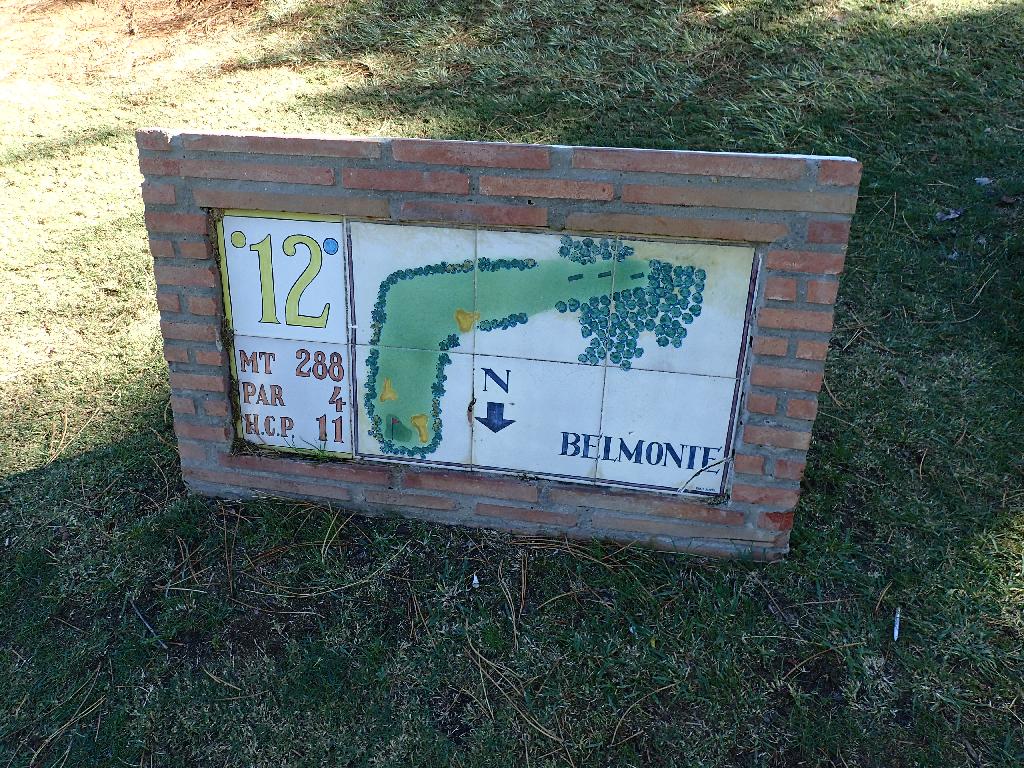 12
MT 288
PAR 4
H.C.P 11
N
BELMONTE